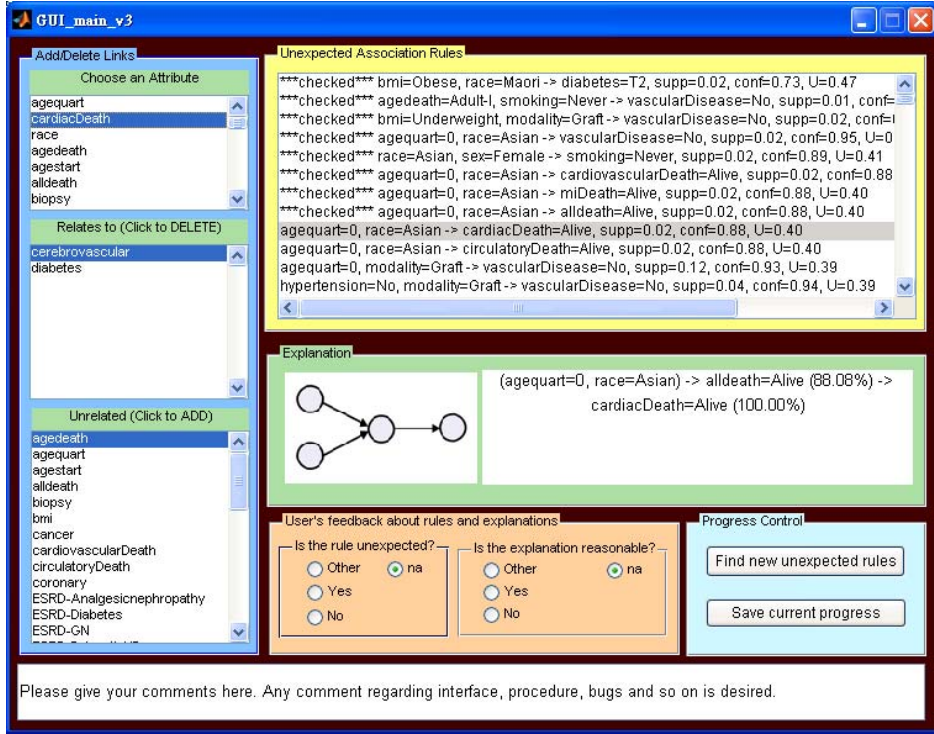 GUI_main_v3
Add/Delete Links
Choose an Attribute
agequart
cardiacDeath
race
agedeath
agestart
alldeath
biopsy
Relates to (Click to DELETE)
cerebrovascular
diabetes
Unrelated (Click to ADD)
agedeath
agequart
agestart
alldeath
biopsy
bmi
cancer
cardiovascularDeath
circulatoryDeath
coronary
ESRD-Analgesicnephropathy
ESRD-Diabetes
ESRD-GN
Unexpected Association Rules
***checked*** bmi=Obese, race=Maori -> diabetes=T2, supp=0.02, conf=0.73, U=0.47
***checked*** agedeath=Adult-I, smoking=Never -> vascularDisease=No, supp=0.01, conf=
***checked*** bmi=Underweight, modality=Graft -> vascularDisease=No, supp=0.02, conf=
***checked*** agequart=0, race=Asian -> vascularDisease=No, supp=0.02, conf=0.95, U=0
***checked*** race=Asian, sex=Female -> smoking=Never, supp=0.02, conf=0.89, U=0.41
***checked*** agequart=0, race=Asian -> cardiovascularDeath=Alive, supp=0.02, conf=0.88
***checked*** agequart=0, race=Asian -> miDeath=Alive, supp=0.02, conf=0.88, U=0.40
***checked*** agequart=0, race=Asian -> alldeath=Alive, supp=0.02, conf=0.88, U=0.40
agequart=0, race=Asian -> cardiacDeath=Alive, supp=0.02, conf=0.88, U=0.40
agequart=0, race=Asian -> circulatoryDeath=Alive, supp=0.02, conf=0.88, U=0.40
agequart=0, modality=Graft -> vascularDisease=No, supp=0.12, conf=0.93, U=0.39
hypertension=No, modality=Graft -> vascularDisease=No, supp=0.04, conf=0.94, U=0.39
Explanation
(agequart=0, race=Asian) -> alldeath=Alive (88.08%) ->
cardiacDeath=Alive (100.00%)
User's feedback about rules and explanations
Is the rule unexpected?
Other na
Yes
No
Is the explanation reasonable?
Other na
Yes
No
Progress Control
Find new unexpected rules
Save current progress
Please give your comments here. Any comment regarding interface, procedure, bugs and so on is desired.